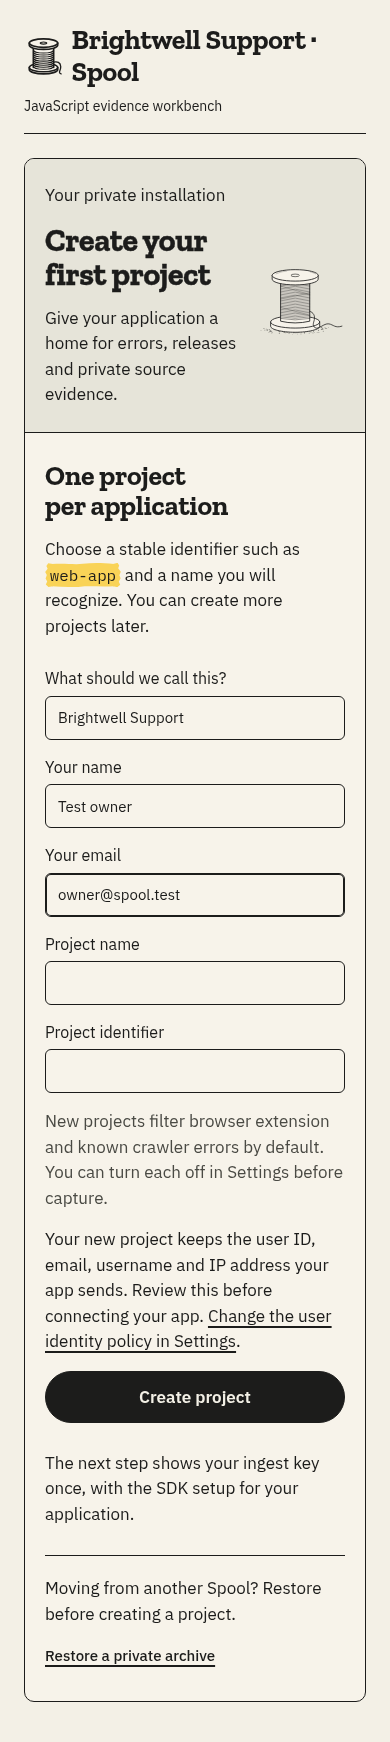 Brightwell Support ·
Spool
JavaScript evidence workbench
Your private installation
Create your
first project
Give your application a
home for errors, releases
and private source
evidence.
One project
per application
Choose a stable identifier such as
web-app and a name you will
recognize. You can create more
projects later.
What should we call this?
Brightwell Support
Your name
Test owner
Your email
owner@spool.test
Project name
Project identifier
New projects filter browser extension
and known crawler errors by default.
You can turn each off in Settings before
capture.
Your new project keeps the user ID,
email, username and IP address your
app sends. Review this before
connecting your app. Change the user
identity policy in Settings.
Create project
The next step shows your ingest key
once, with the SDK setup for your
application.
Moving from another Spool? Restore
before creating a project.
Restore a private archive